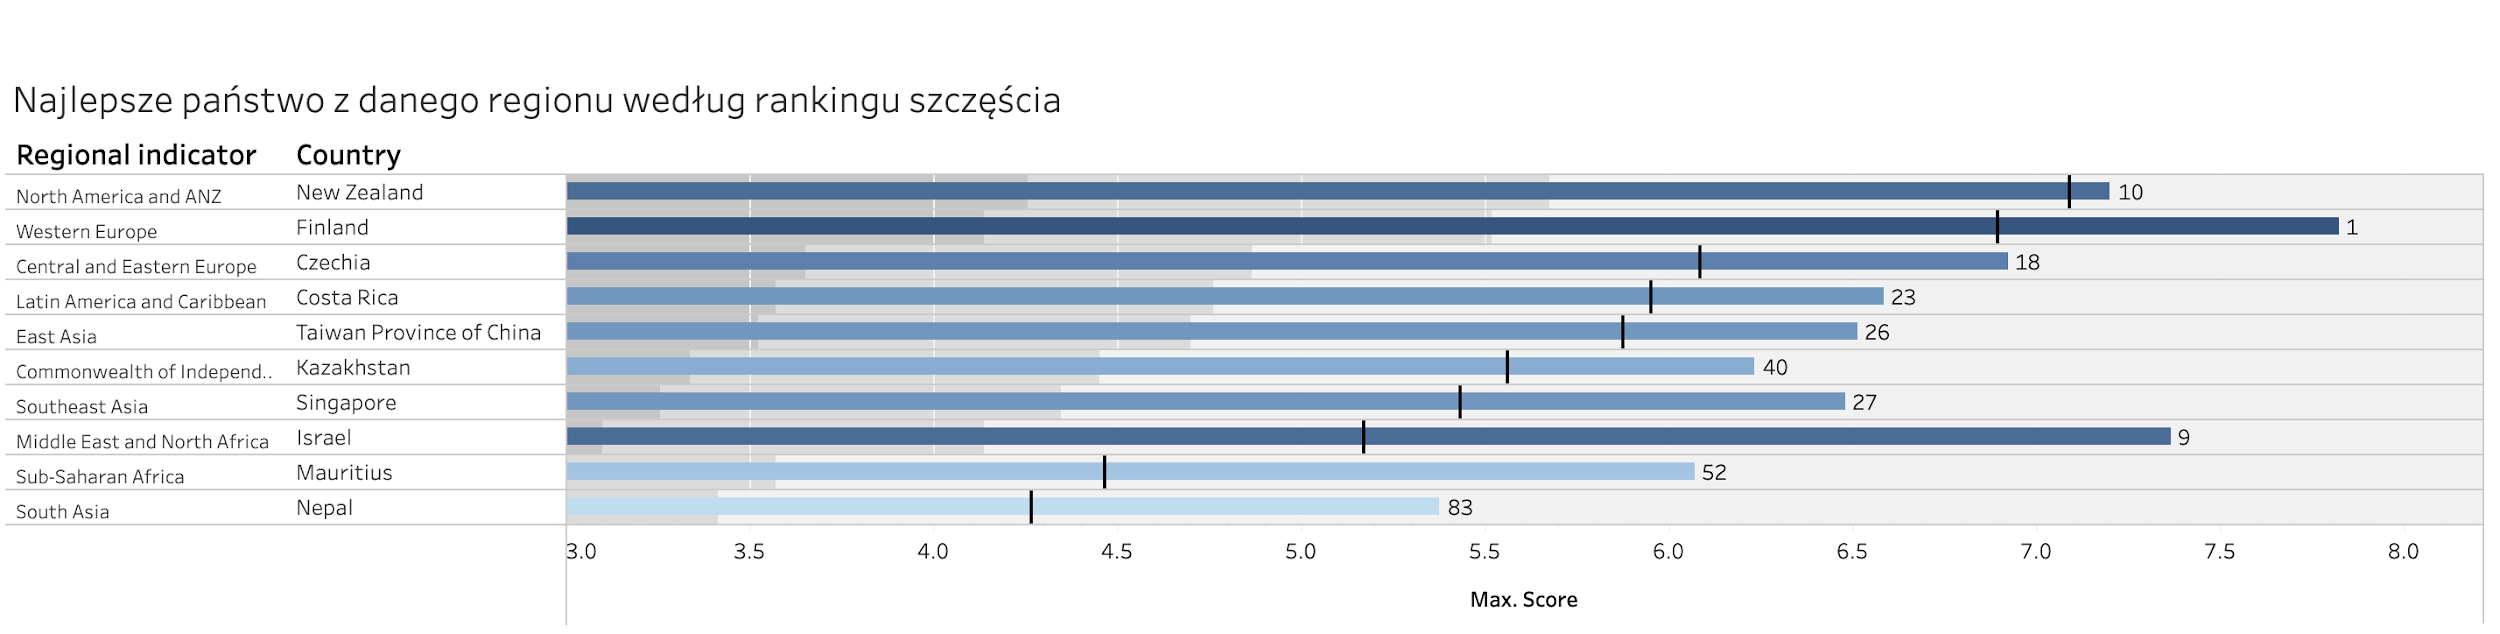 Najlepsze państwo z danego regionu według rankingu szczęścia
Regional indicator Country
North America and ANZ New Zealand 10
Western Europe Finland 1
Central and Eastern Europe Czechia 18
Latin America and Caribbean Costa Rica 23
East Asia Taiwan Province of China 26
Commonwealth of Independ.. Kazakhstan 40
Southeast Asia Singapore 27
Middle East and North Africa Israel 9
Sub-Saharan Africa Mauritius 52
South Asia Nepal 83
3.0 3.5 4.0 4.5 5.0 5.5 6.0 6.5 7.0 7.5 8.0
Max. Score